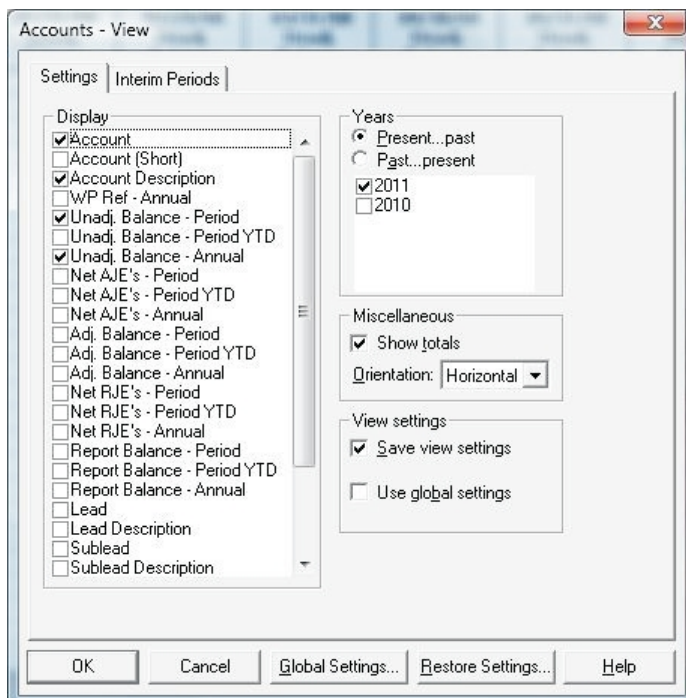 Accounts - View
Settings
Interim Periods
Display
Account
Account (Short)
Account Description
WP Ref - Annual
Unadj. Balance - Period
Unadj. Balance - Period YTD
Unadj. Balance - Annual
Net AJE's - Period
Net AJE's - Period YTD
Net AJE's - Annual
Adj. Balance - Period
Adj. Balance - Period YTD
Adj. Balance - Annual
Net RJE's - Period
Net RJE's - Period YTD
Net RJE's - Annual
Report Balance - Period
Report Balance - Period YTD
Report Balance - Annual
Lead
Lead Description
Sublead
Sublead Description
Years
Present...past
Past...present
2011
2010
Miscellaneous
Show totals
Orientation: Horizontal
View settings
Save view settings
Use global settings
OK
Cancel
Global Settings...
Restore Settings...
Help